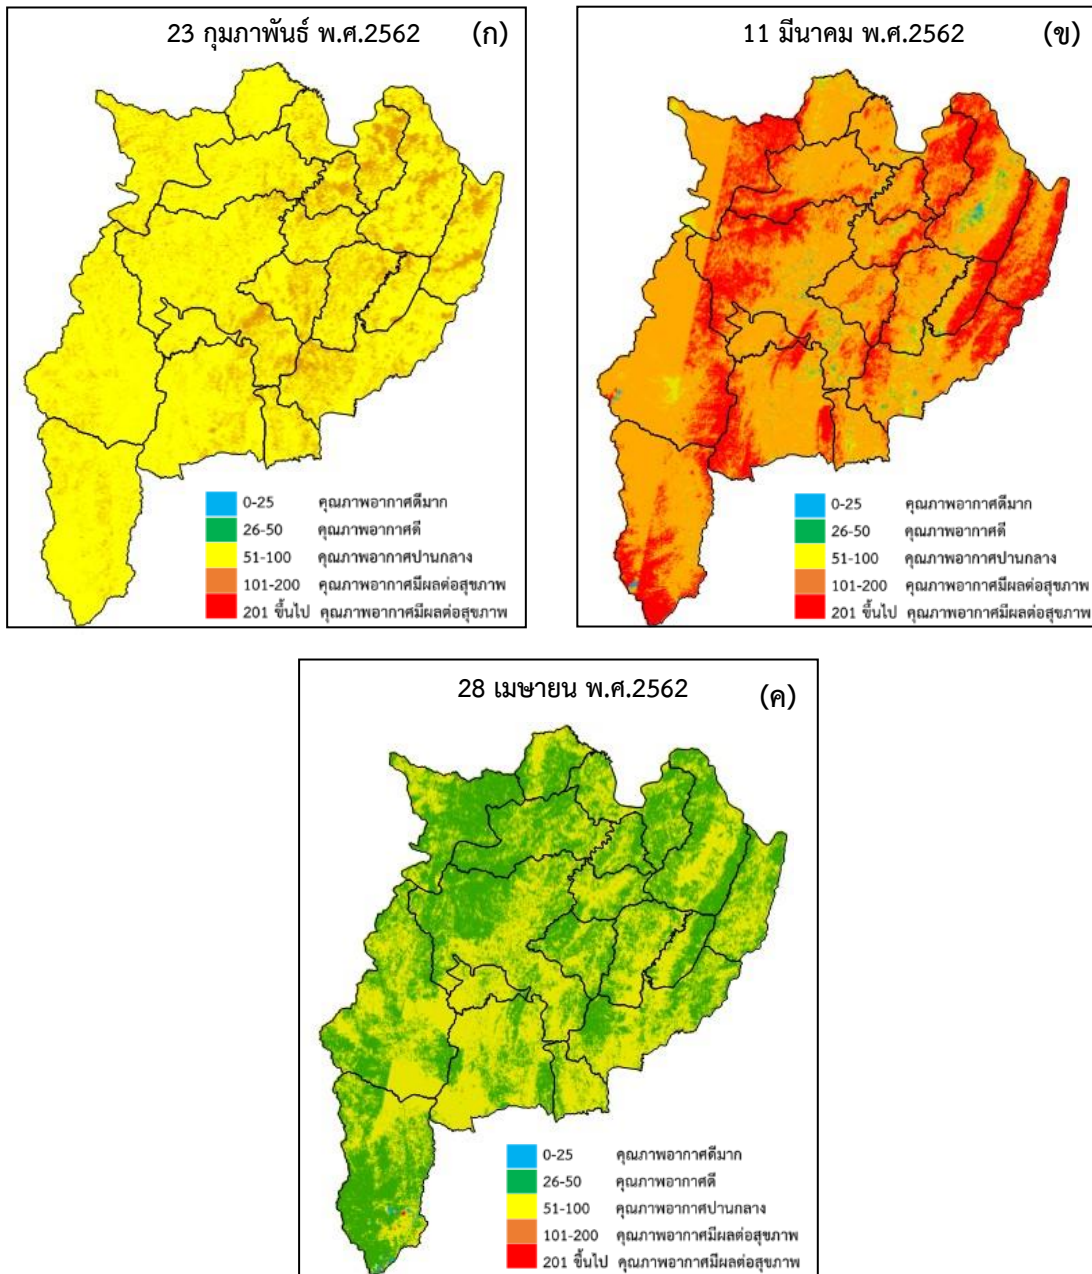 23 กุมภาพันธ์ พ.ศ.2562 (ก)
0-25 คุณภาพอากาศดีมาก
26-50 คุณภาพอากาศดี
51-100 คุณภาพอากาศปานกลาง
101-200 คุณภาพอากาศมีผลต่อสุขภาพ
201 ขึ้นไป คุณภาพอากาศมีผลต่อสุขภาพ
11 มีนาคม พ.ศ.2562 (ข)
0-25 คุณภาพอากาศดีมาก
26-50 คุณภาพอากาศดี
51-100 คุณภาพอากาศปานกลาง
101-200 คุณภาพอากาศมีผลต่อสุขภาพ
201 ขึ้นไป คุณภาพอากาศมีผลต่อสุขภาพ
28 เมษายน พ.ศ.2562 (ค)
0-25 คุณภาพอากาศดีมาก
26-50 คุณภาพอากาศดี
51-100 คุณภาพอากาศปานกลาง
101-200 คุณภาพอากาศมีผลต่อสุขภาพ
201 ขึ้นไป คุณภาพอากาศมีผลต่อสุขภาพ